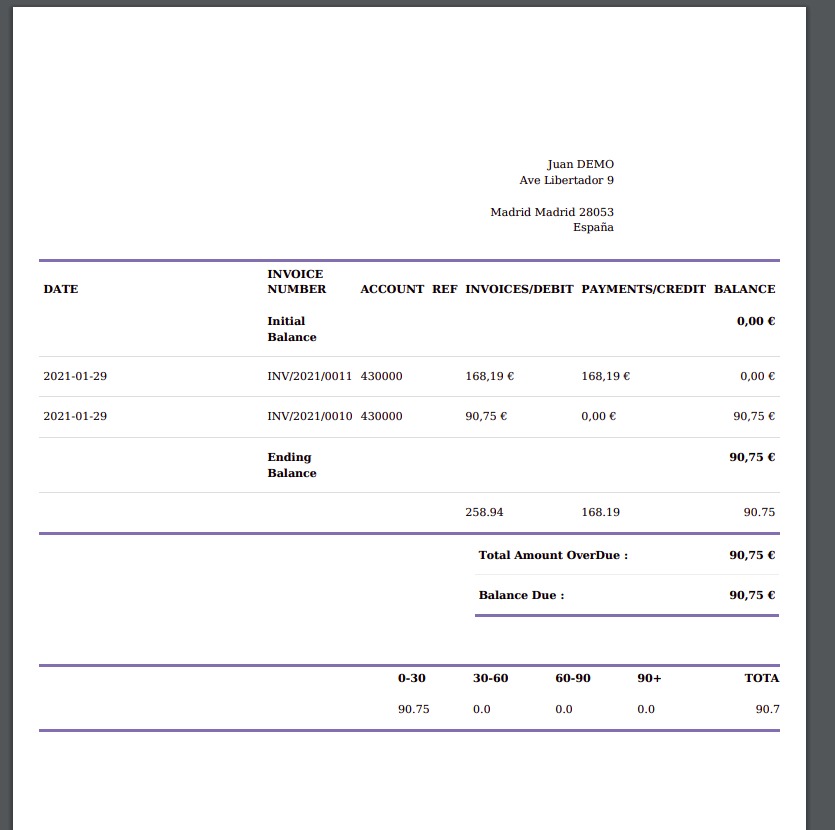 Juan DEMO
Ave Libertador 9
Madrid Madrid 28053
España
DATE INVOICE NUMBER ACCOUNT REF INVOICES/DEBIT PAYMENTS/CREDIT BALANCE
Initial Balance 0,00 €
2021-01-29 INV/2021/0011 430000 168,19 € 168,19 € 0,00 €
2021-01-29 INV/2021/0010 430000 90,75 € 0,00 € 90,75 €
Ending Balance 90,75 €
258.94 168.19 90.75
Total Amount OverDue : 90,75 €
Balance Due : 90,75 €
0-30 30-60 60-90 90+ TOTA
90.75 0.0 0.0 0.0 90.7